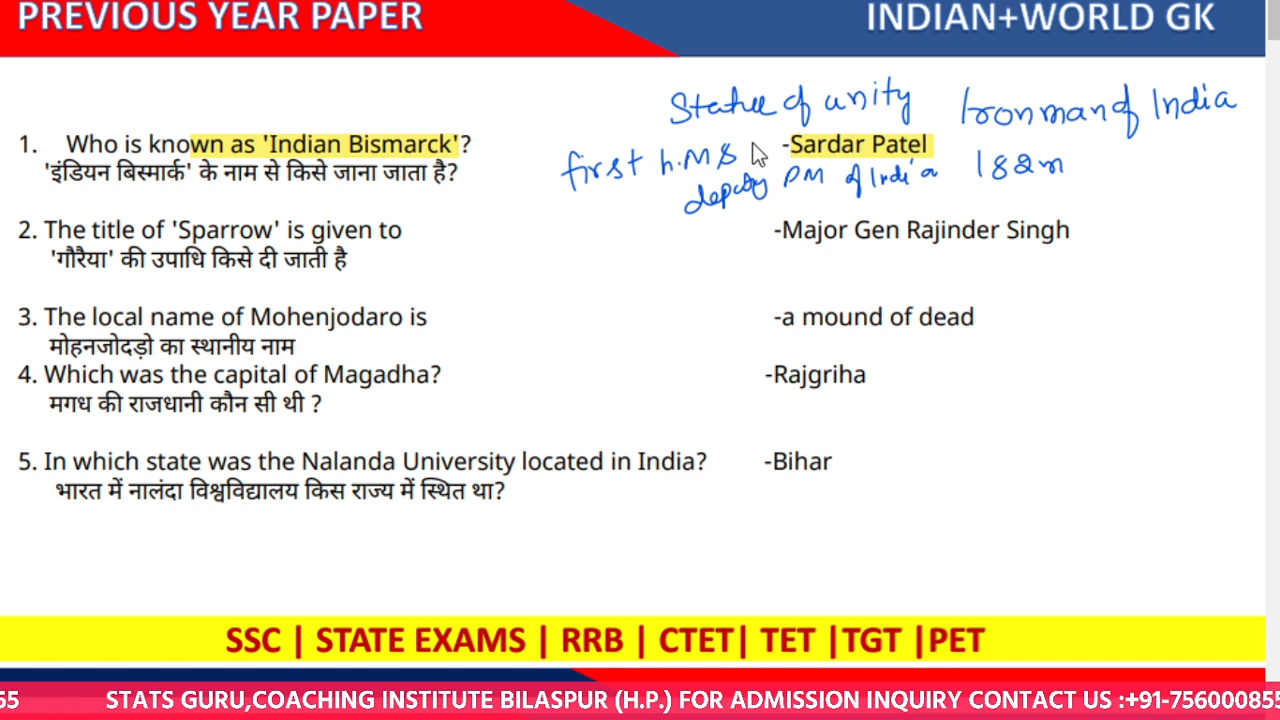 PREVIOUS YEAR PAPER
INDIAN+WORLD GK
Statue of unity
Iron man of India
1. Who is known as 'Indian Bismarck'?
-Sardar Patel
'इंडियन बिस्मार्क' के नाम से किसे जाना जाता है?
first h.M &
deputy PM of India
182m
2. The title of 'Sparrow' is given to
-Major Gen Rajinder Singh
'गौरैया' की उपाधि किसे दी जाती है
3. The local name of Mohenjodaro is
-a mound of dead
मोहनजोदड़ो का स्थानीय नाम
4. Which was the capital of Magadha?
-Rajgriha
मगध की राजधानी कौन सी थी ?
5. In which state was the Nalanda University located in India?
-Bihar
भारत में नालंदा विश्वविद्यालय किस राज्य में स्थित था?
SSC | STATE EXAMS | RRB | CTET| TET |TGT |PET
55
STATS GURU,COACHING INSTITUTE BILASPUR (H.P.) FOR ADMISSION INQUIRY CONTACT US :+91-756000855